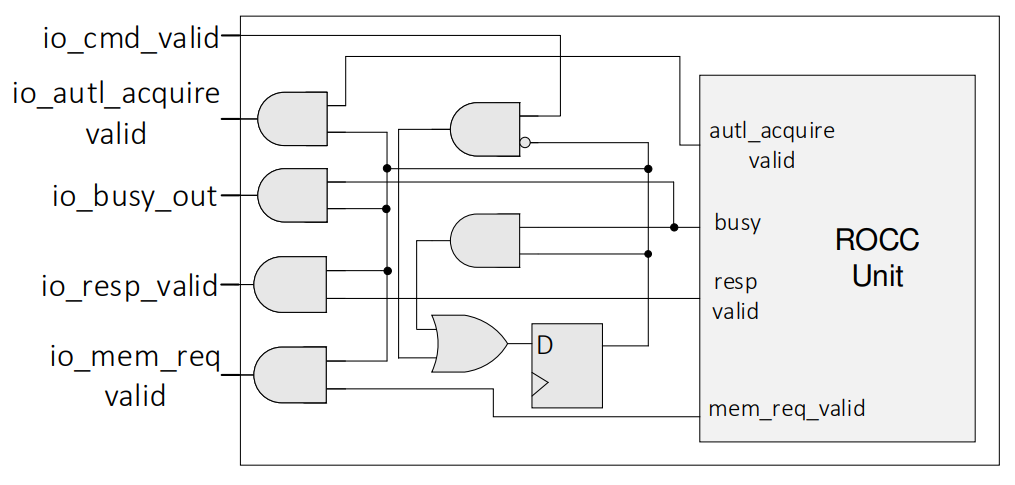 io_cmd_valid
io_autl_acquire
valid
io_busy_out
io_resp_valid
io_mem_req
valid
D
autl_acquire
valid
busy
ROCC
Unit
resp
valid
mem_req_valid